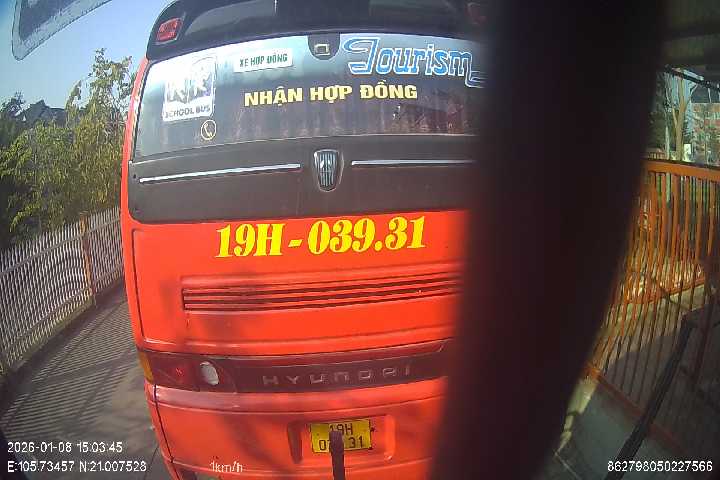 XE HỢP ĐỒNG
Tourism
SCHOOL BUS
NHẬN HỢP ĐỒNG
19H-039.31
HYUNDAI
19H
2026-01-08 15:03:45
E:105.73457 N:21.007528
1km/h
862798050227566